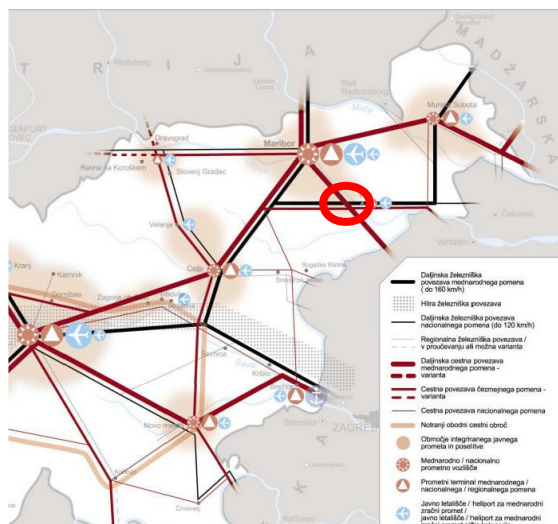 T R I J A
MADŽARSKA
Wolfsberg
Bad
Radkersburg
Mura
Murska Sobota
Dravograd
Maribor
Ravne na Koroškem
Slovenj Gradec
Velenje
Čakovec
Varaždin
Kranj
Kamnik
Celje
Rogaška Slatina
Domžale
Zagorje
Trbovlje
Sevnica
Krško
Sava
Brežice
Samobor
ZAGREB
Novo mesto
Črnomelj
Karlovac
K
A
Daljinska železniška
povezava mednarodnega pomena
(do 160 km/h)
Hitra železniška povezava
Daljinska železniška povezava
nacionalnega pomena (do 120 km/h)
Regionalna železniška povezava /
v proučevanju ali možna varianta
Daljinska cestna povezava
mednarodnega pomena -
varianta
Cestna povezava čezmejnega pomena -
varianta
Cestna povezava nacionalnega pomena
Notranji obodni cestni obroč
Območje integriranega javnega
prometa in poselitve
Mednarodno / nacionalno
prometno vozlišče
Prometni terminal mednarodnega /
nacionalnega / regionalnega pomena
Javno letališče / heliport za mednarodni
zračni promet /
javno letališče / heliport za mednarodni